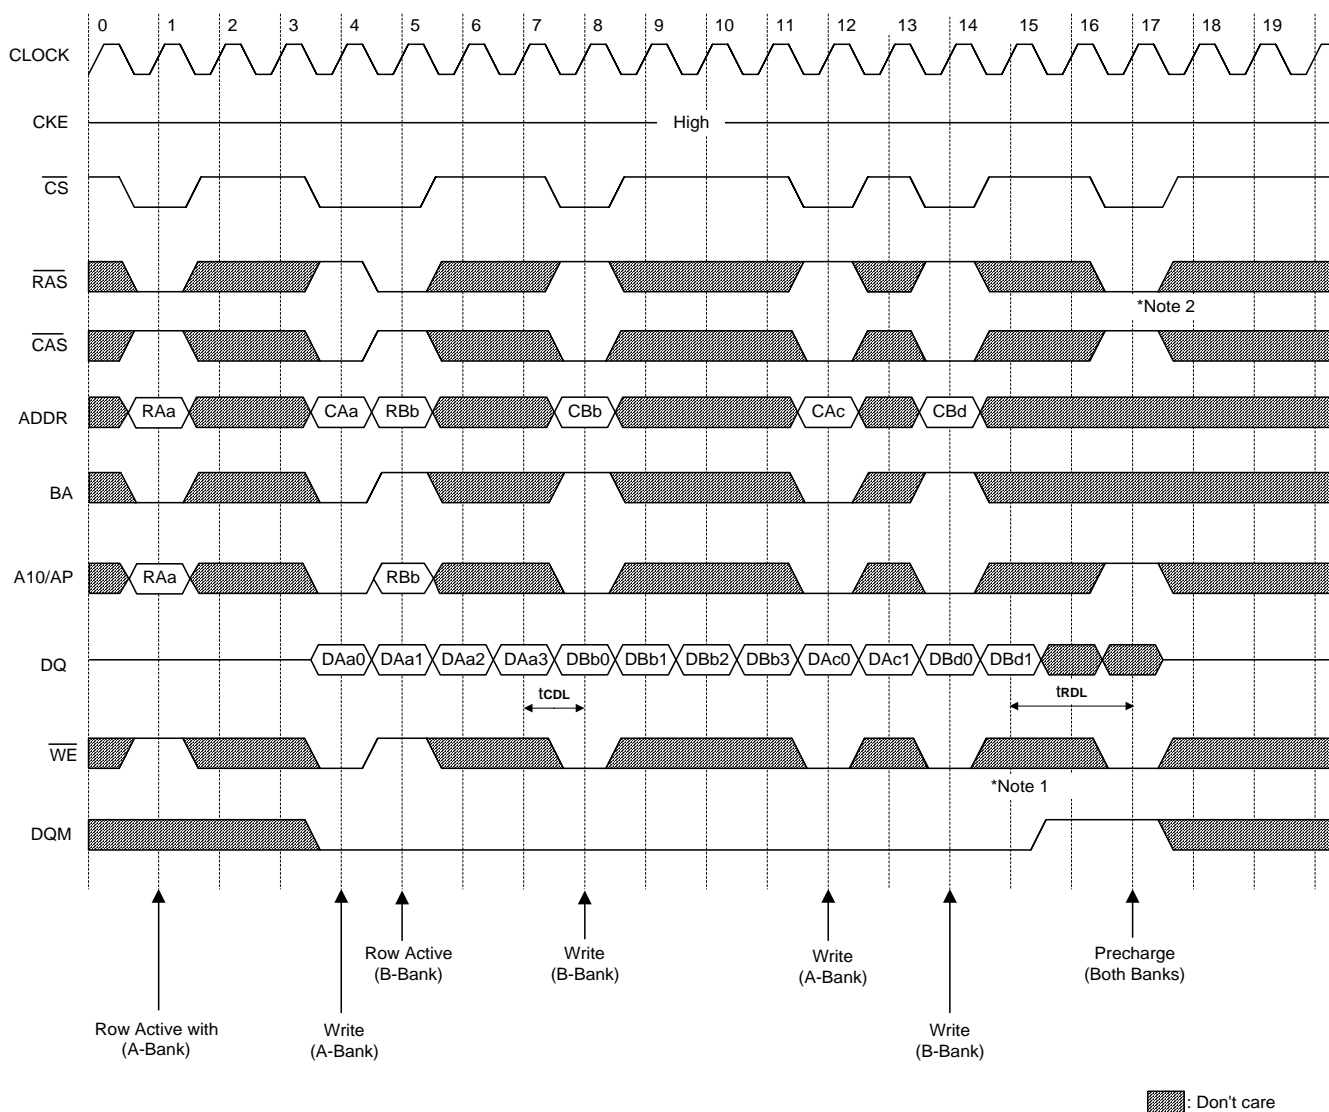 0 1 2 3 4 5 6 7 8 9 10 11 12 13 14 15 16 17 18 19
CLOCK
CKE High
CS
RAS
*Note 2
CAS
ADDR RAa CAa RBb CBb CAc CBd
BA
A10/AP RAa RBb
DQ DAa0 DAa1 DAa2 DAa3 DBb0 DBb1 DBb2 DBb3 DAc0 DAc1 DBd0 DBd1
tCDL tRDL
WE
*Note 1
DQM
Row Active
(B-Bank)
Write
(B-Bank)
Write
(A-Bank)
Precharge
(Both Banks)
Row Active with
(A-Bank)
Write
(A-Bank)
Write
(B-Bank)
: Don't care